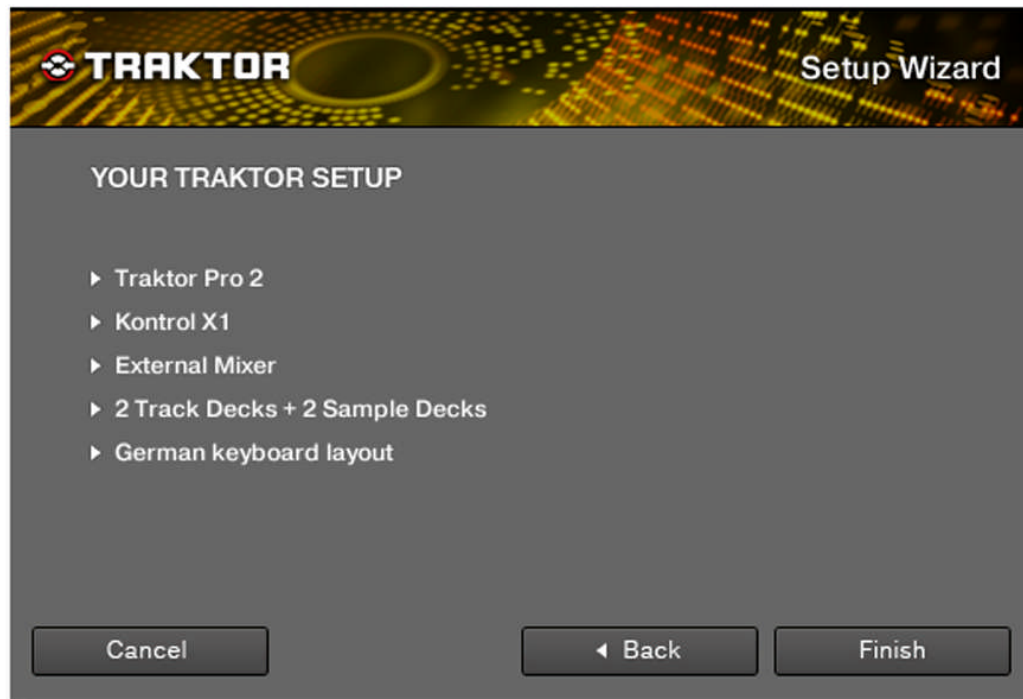 TRAKTOR
Setup Wizard
YOUR TRAKTOR SETUP
Traktor Pro 2
Kontrol X1
External Mixer
2 Track Decks + 2 Sample Decks
German keyboard layout
Cancel
Back
Finish